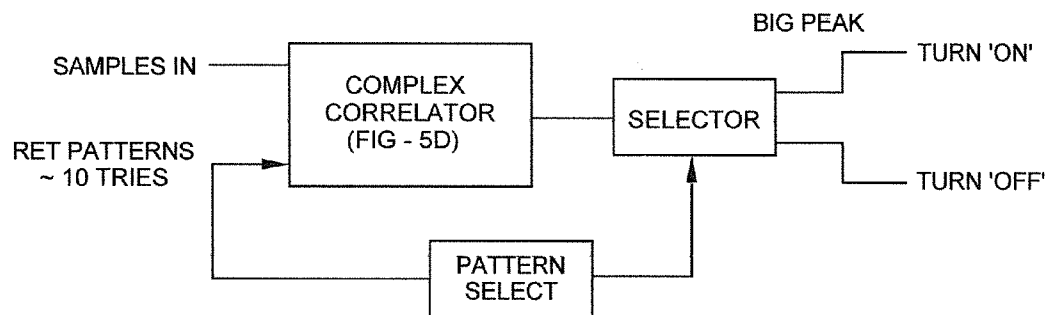 BIG PEAK
SAMPLES IN
COMPLEX
CORRELATOR
(FIG - 5D)
SELECTOR
TURN 'ON'
RET PATTERNS
~ 10 TRIES
TURN 'OFF'
PATTERN
SELECT